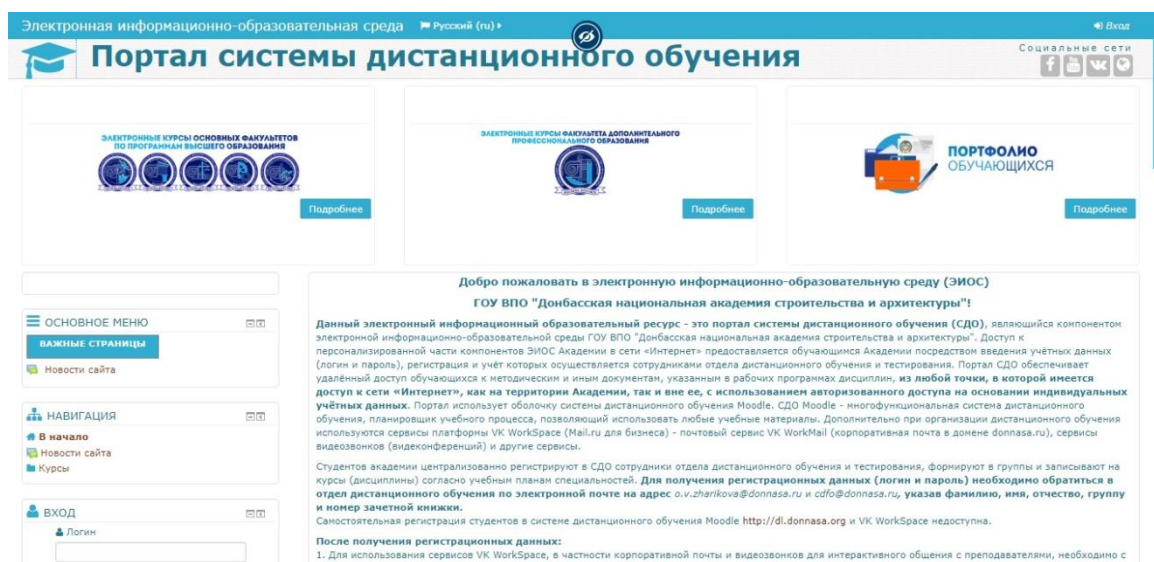 Электронная информационно-образовательная среда Русский (ru) Вход
Портал системы дистанционного обучения
Социальные сети
ЭЛЕКТРОННЫЕ КУРСЫ ОСНОВНЫХ ФАКУЛЬТЕТОВ
ПО ПРОГРАММАМ ВЫСШЕГО ОБРАЗОВАНИЯ
Подробнее
ЭЛЕКТРОННЫЕ КУРСЫ ФАКУЛЬТЕТА ДОПОЛНИТЕЛЬНОГО
ПРОФЕССИОНАЛЬНОГО ОБРАЗОВАНИЯ
Подробнее
ПОРТФОЛИО
ОБУЧАЮЩИХСЯ
Подробнее
ОСНОВНОЕ МЕНЮ
ВАЖНЫЕ СТРАНИЦЫ
Новости сайта
НАВИГАЦИЯ
В начало
Новости сайта
Курсы
ВХОД
Логин
Добро пожаловать в электронную информационно-образовательную среду (ЭИОС)
ГОУ ВПО "Донбасская национальная академия строительства и архитектуры"!
Данный электронный информационный образовательный ресурс - это портал системы дистанционного обучения (СДО), являющийся компонентом
электронной информационно-образовательной среды ГОУ ВПО "Донбасская национальная академия строительства и архитектуры". Доступ к
персонализированной части компонентов ЭИОС Академии в сети «Интернет» предоставляется обучающимся Академии посредством введения учётных данных
(логин и пароль), регистрация и учёт которых осуществляется сотрудниками отдела дистанционного обучения и тестирования. Портал СДО обеспечивает
удалённый доступ обучающихся к методическим и иным документам, указанным в рабочих программах дисциплин, из любой точки, в которой имеется
доступ к сети «Интернет», как на территории Академии, так и вне ее, с использованием авторизованного доступа на основании индивидуальных
учётных данных. Портал использует оболочку системы дистанционного обучения Moodle. СДО Moodle - многофункциональная система дистанционного
обучения, планировщик учебного процесса, позволяющий использовать любые учебные материалы. Дополнительно при организации дистанционного обучения
используются сервисы платформы VK WorkSpace (Mail.ru для бизнеса) - почтовый сервис VK WorkMail (корпоративная почта в домене donnasa.ru), сервисы
видеозвонков (видеконференций) и другие сервисы.
Студентов академии централизованно регистрируют в СДО сотрудники отдела дистанционного обучения и тестирования, формируют в группы и записывают на
курсы (дисциплины) согласно учебным планам специальностей. Для получения регистрационных данных (логин и пароль) необходимо обратиться в
отдел дистанционного обучения по электронной почте на адрес o.v.zharikova@donnasa.ru и cdfo@donnasa.ru, указав фамилию, имя, отчество, группу
и номер зачетной книжки.
Самостоятельная регистрация студентов в системе дистанционного обучения Moodle http://dl.donnasa.org и VK WorkSpace недоступна.
После получения регистрационных данных:
1. Для использования сервисов VK WorkSpace, в частности корпоративной почты и видеозвонков для интерактивного общения с преподавателями, необходимо с